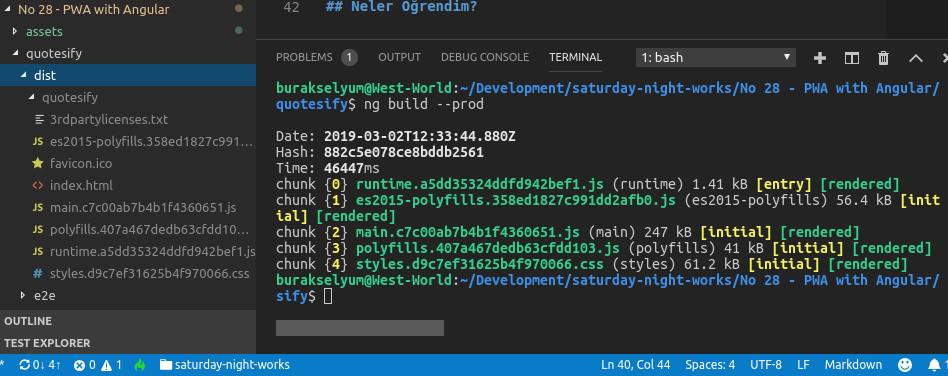 No 28 - PWA with Angular
assets
quotesify
dist
quotesify
3rdpartylicenses.txt
es2015-polyfills.358ed1827c991...
favicon.ico
index.html
main.c7c00ab7b4b1f4360651.js
polyfills.407a467dedb63cfdd10...
runtime.a5dd35324ddfd942bef1.js
styles.d9c7ef31625b4f970066.css
e2e
OUTLINE
TEST EXPLORER
42 ## Neler Öğrendim?
PROBLEMS 1 OUTPUT DEBUG CONSOLE TERMINAL 1: bash
burakselyum@West-World:~/Development/saturday-night-works/No 28 - PWA with Angular/
quotesify$ ng build --prod
Date: 2019-03-02T12:33:44.880Z
Hash: 882c5e078ce8bddb2561
Time: 46447ms
chunk {0} runtime.a5dd35324ddfd942bef1.js (runtime) 1.41 kB [entry] [rendered]
chunk {1} es2015-polyfills.358ed1827c991dd2afb0.js (es2015-polyfills) 56.4 kB [init
ial] [rendered]
chunk {2} main.c7c00ab7b4b1f4360651.js (main) 247 kB [initial] [rendered]
chunk {3} polyfills.407a467dedb63cfdd103.js (polyfills) 41 kB [initial] [rendered]
chunk {4} styles.d9c7ef31625b4f970066.css (styles) 61.2 kB [initial] [rendered]
burakselyum@West-World:~/Development/saturday-night-works/No 28 - PWA with Angular/
sify$
* 0↓ 4↑ 0 1 saturday-night-works Ln 40, Col 44 Spaces: 4 UTF-8 LF Markdown 1